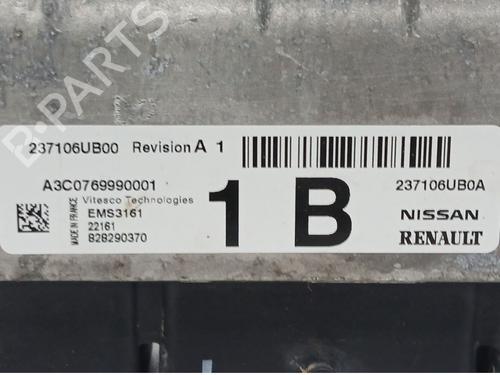 B-PARTS
237106UB00 Revision A 1
A3C0769990001
237106UB0A
MADE IN FRANCE
Vitesco Technologies
EMS3161
22161
828290370
1 B
NISSAN
RENAULT